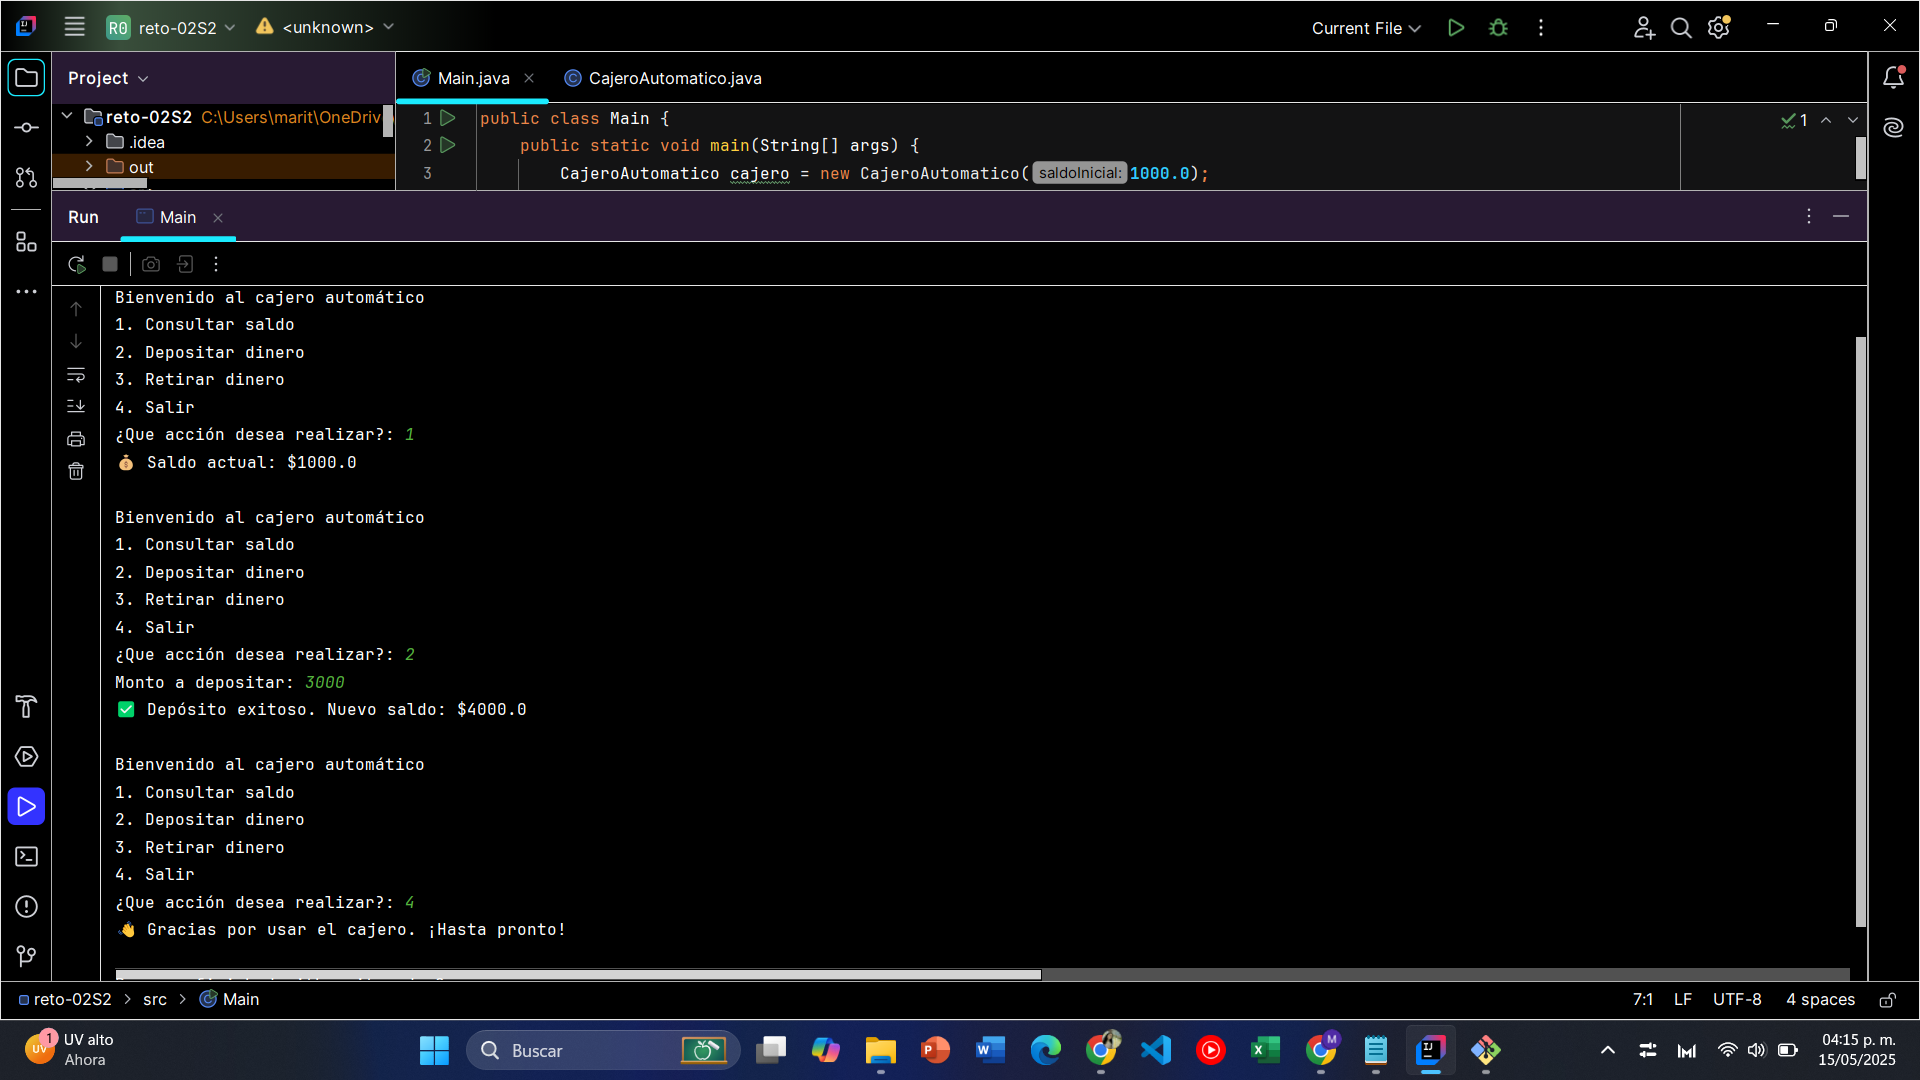 R0 reto-02S2 <unknown> Current File
Project
Main.java CajeroAutomatico.java
reto-02S2 C:\Users\marit\OneDriv
.idea
out
1 public class Main {
2 public static void main(String[] args) {
3 CajeroAutomatico cajero = new CajeroAutomatico( saldoInicial: 1000.0);
1
Run Main
Bienvenido al cajero automático
1. Consultar saldo
2. Depositar dinero
3. Retirar dinero
4. Salir
¿Que acción desea realizar?: 1
💰 Saldo actual: $1000.0
Bienvenido al cajero automático
1. Consultar saldo
2. Depositar dinero
3. Retirar dinero
4. Salir
¿Que acción desea realizar?: 2
Monto a depositar: 3000
✅ Depósito exitoso. Nuevo saldo: $4000.0
Bienvenido al cajero automático
1. Consultar saldo
2. Depositar dinero
3. Retirar dinero
4. Salir
¿Que acción desea realizar?: 4
👋 Gracias por usar el cajero. ¡Hasta pronto!
reto-02S2 > src > Main
7:1 LF UTF-8 4 spaces
UV 1 UV alto
Ahora
Buscar
04:15 p. m.
15/05/2025